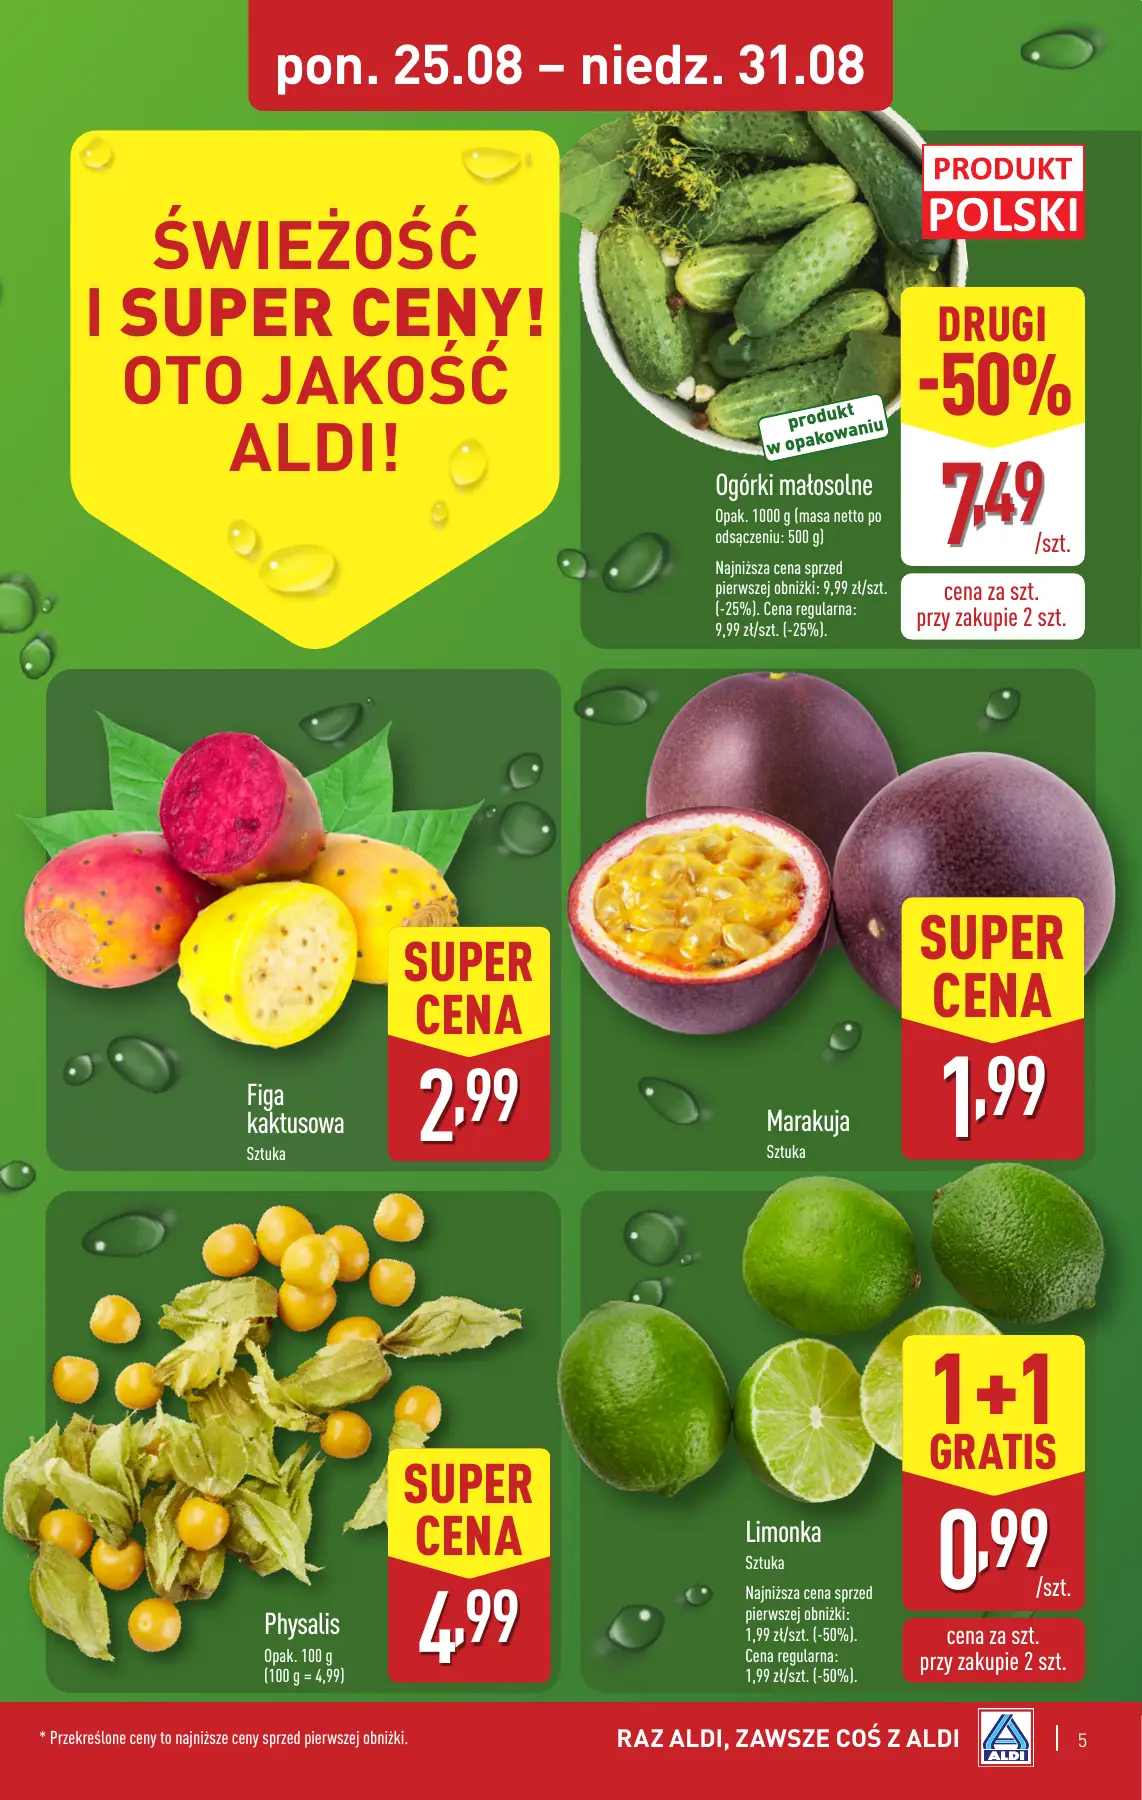 pon. 25.08 – niedz. 31.08
ŚWIEŻOŚĆ
I SUPER CENY!
OTO JAKOŚĆ
ALDI!
PRODUKT
POLSKI
DRUGI
-50%
7,49
/szt.
cena za szt.
przy zakupie 2 szt.
produkt
w opakowaniu
Ogórki małosolne
Opak. 1000 g (masa netto po
odsączeniu: 500 g)
Najniższa cena sprzed
pierwszej obniżki: 9,99 zł/szt.
(-25%). Cena regularna:
9,99 zł/szt. (-25%).
SUPER
CENA
2,99
Figa
kaktusowa
Sztuka
SUPER
CENA
1,99
Marakuja
Sztuka
SUPER
CENA
4,99
Physalis
Opak. 100 g
(100 g = 4,99)
1+1
GRATIS
0,99
/szt.
cena za szt.
przy zakupie 2 szt.
Limonka
Sztuka
Najniższa cena sprzed
pierwszej obniżki:
1,99 zł/szt. (-50%).
Cena regularna:
1,99 zł/szt. (-50%).
* Przekreślone ceny to najniższe ceny sprzed pierwszej obniżki.
RAZ ALDI, ZAWSZE COŚ Z ALDI
ALDI
5